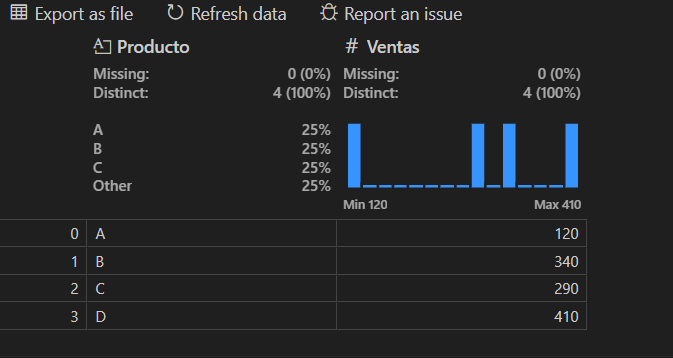 Export as file Refresh data Report an issue
Producto # Ventas
Missing: 0 (0%) Missing: 0 (0%)
Distinct: 4 (100%) Distinct: 4 (100%)
A 25%
B 25%
C 25%
Other 25%
Min 120 Max 410
0 A 120
1 B 340
2 C 290
3 D 410